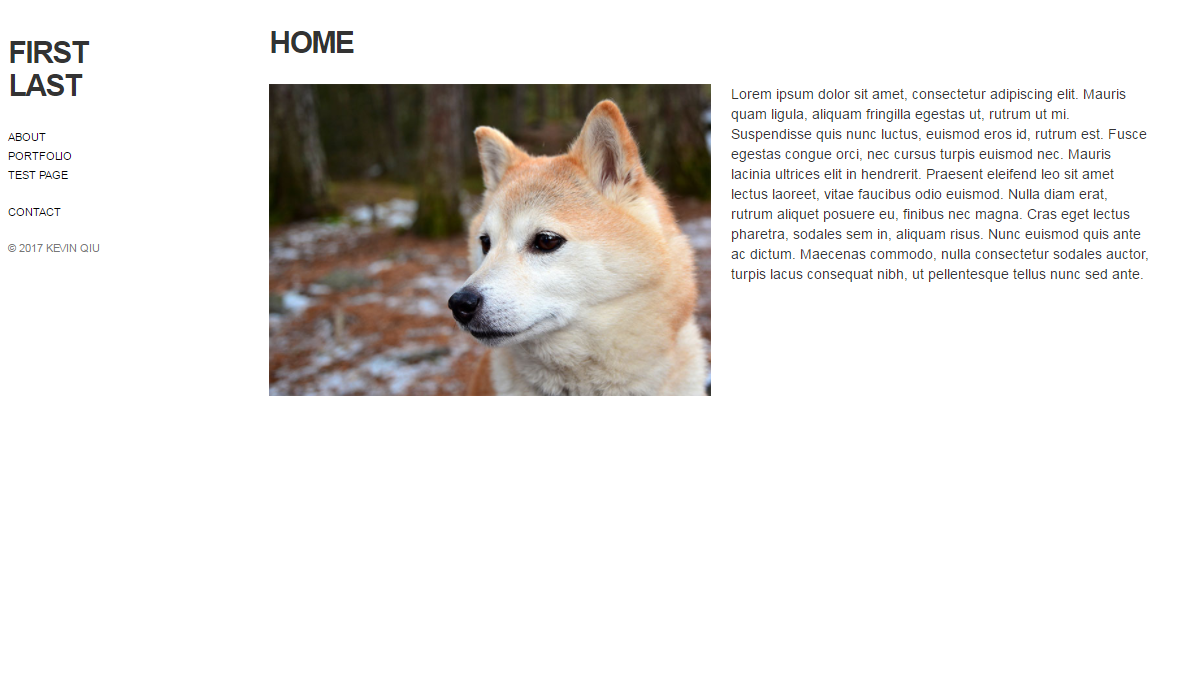 FIRST
LAST
ABOUT
PORTFOLIO
TEST PAGE
CONTACT
© 2017 KEVIN QIU
HOME
Lorem ipsum dolor sit amet, consectetur adipiscing elit. Mauris
quam ligula, aliquam fringilla egestas ut, rutrum ut mi.
Suspendisse quis nunc luctus, euismod eros id, rutrum est. Fusce
egestas congue orci, nec cursus turpis euismod nec. Mauris
lacinia ultrices elit in hendrerit. Praesent eleifend leo sit amet
lectus laoreet, vitae faucibus odio euismod. Nulla diam erat,
rutrum aliquet posuere eu, finibus nec magna. Cras eget lectus
pharetra, sodales sem in, aliquam risus. Nunc euismod quis ante
ac dictum. Maecenas commodo, nulla consectetur sodales auctor,
turpis lacus consequat nibh, ut pellentesque tellus nunc sed ante.